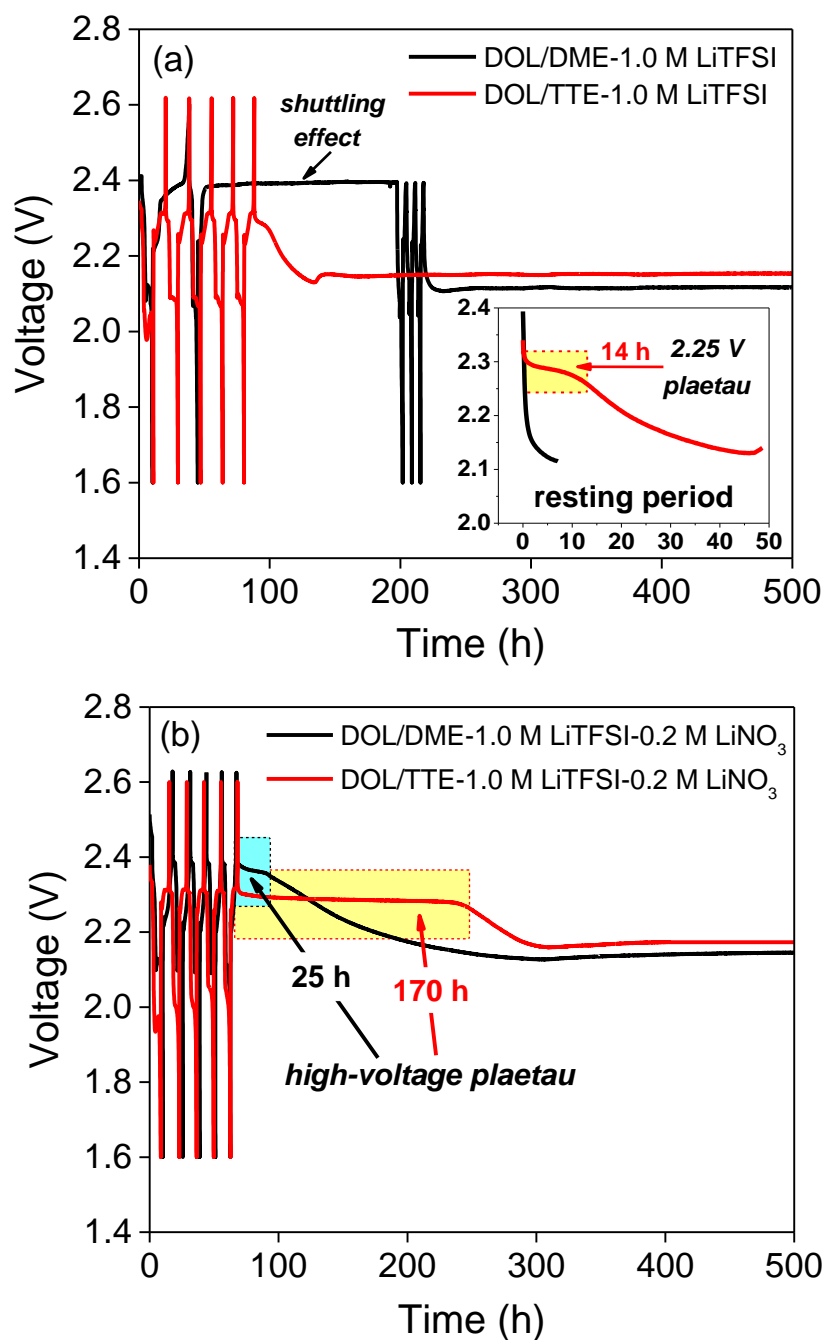 (a)
DOL/DME-1.0 M LiTFSI
DOL/TTE-1.0 M LiTFSI
shuttling
effect
2.8
2.6
2.4
2.2
2.0
1.8
1.6
1.4
Voltage (V)
0
100
200
300
400
500
Time (h)
2.4
2.3
2.2
2.1
2.0
14 h
2.25 V
plaetau
resting period
0
10
20
30
40
50
(b)
DOL/DME-1.0 M LiTFSI-0.2 M LiNO₃
DOL/TTE-1.0 M LiTFSI-0.2 M LiNO₃
2.8
2.6
2.4
2.2
2.0
1.8
1.6
1.4
Voltage (V)
25 h
170 h
high-voltage plaetau
0
100
200
300
400
500
Time (h)